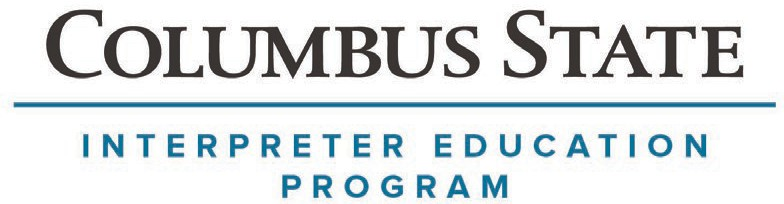 COLUMBUS STATE
INTERPRETER EDUCATION
PROGRAM